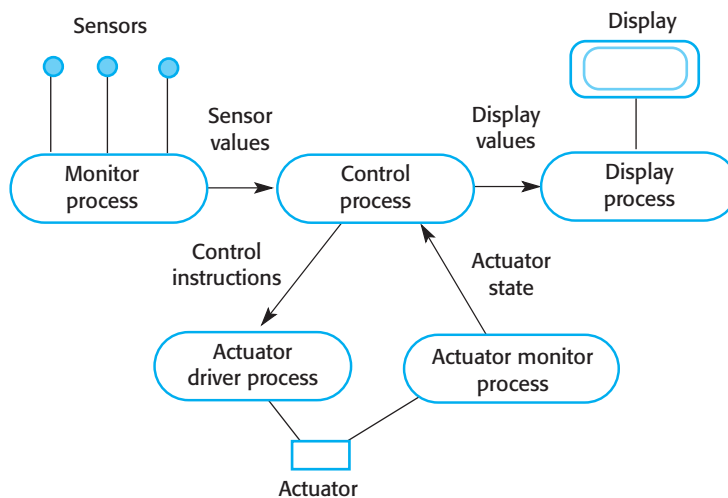 Sensors
Display
Sensor
values
Display
values
Monitor
process
Control
process
Display
process
Control
instructions
Actuator
state
Actuator
driver process
Actuator monitor
process
Actuator